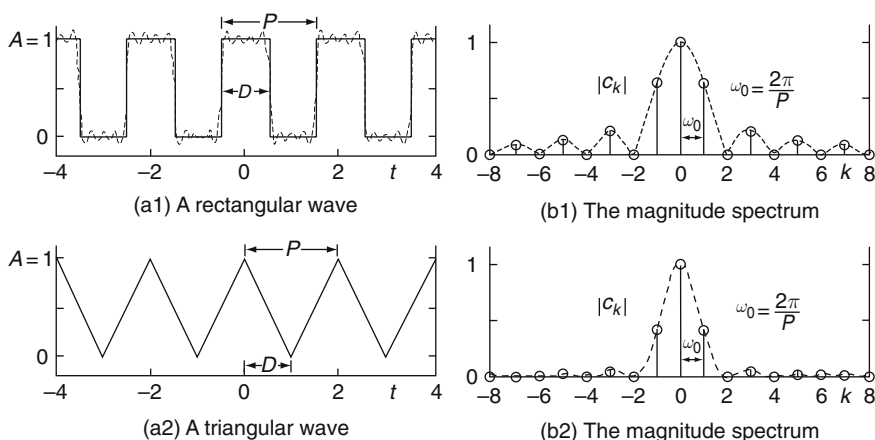 P
A = 1
D
0
−4 −2 0 2 t 4
(a1) A rectangular wave
1
|c_k|
ω_0 = 2π/P
ω_0
0
−8 −6 −4 −2 0 2 4 6 k 8
(b1) The magnitude spectrum
A = 1
P
0
D
−4 −2 0 2 t 4
(a2) A triangular wave
1
|c_k|
ω_0 = 2π/P
ω_0
0
−8 −6 −4 −2 0 2 4 6 k 8
(b2) The magnitude spectrum